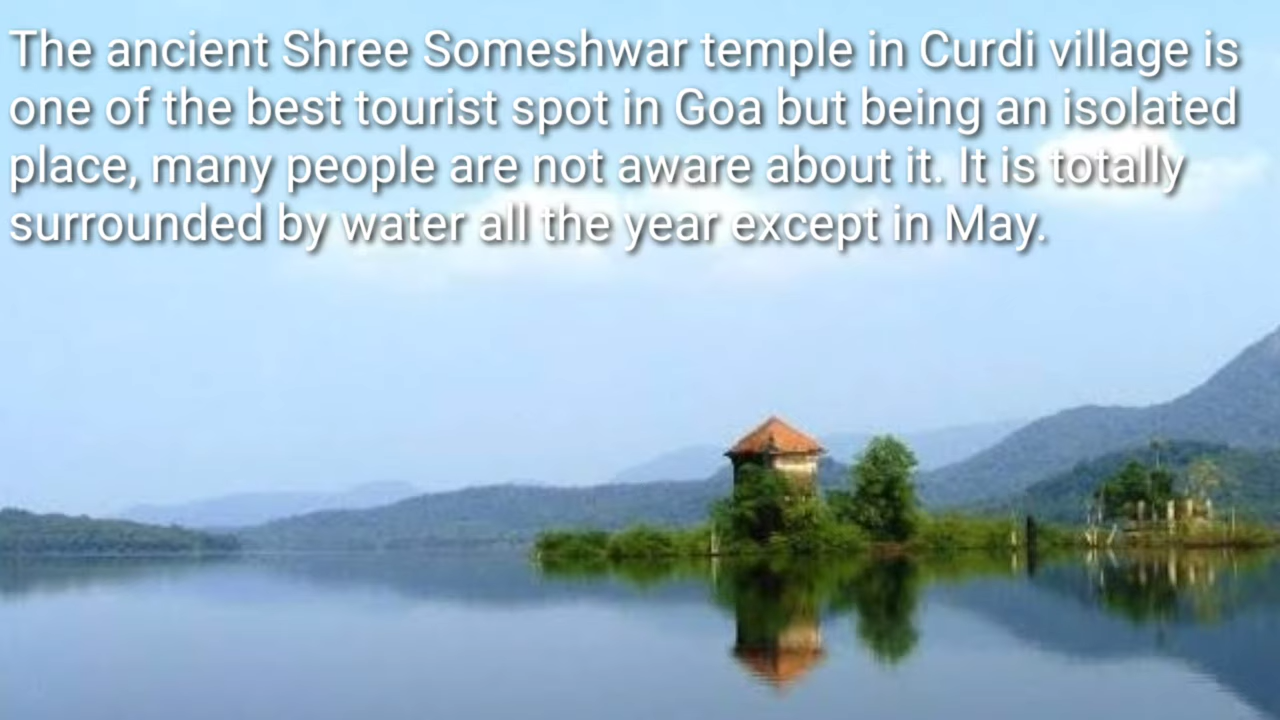 The ancient Shree Someshwar temple in Curdi village is
one of the best tourist spot in Goa but being an isolated
place, many people are not aware about it. It is totally
surrounded by water all the year except in May.